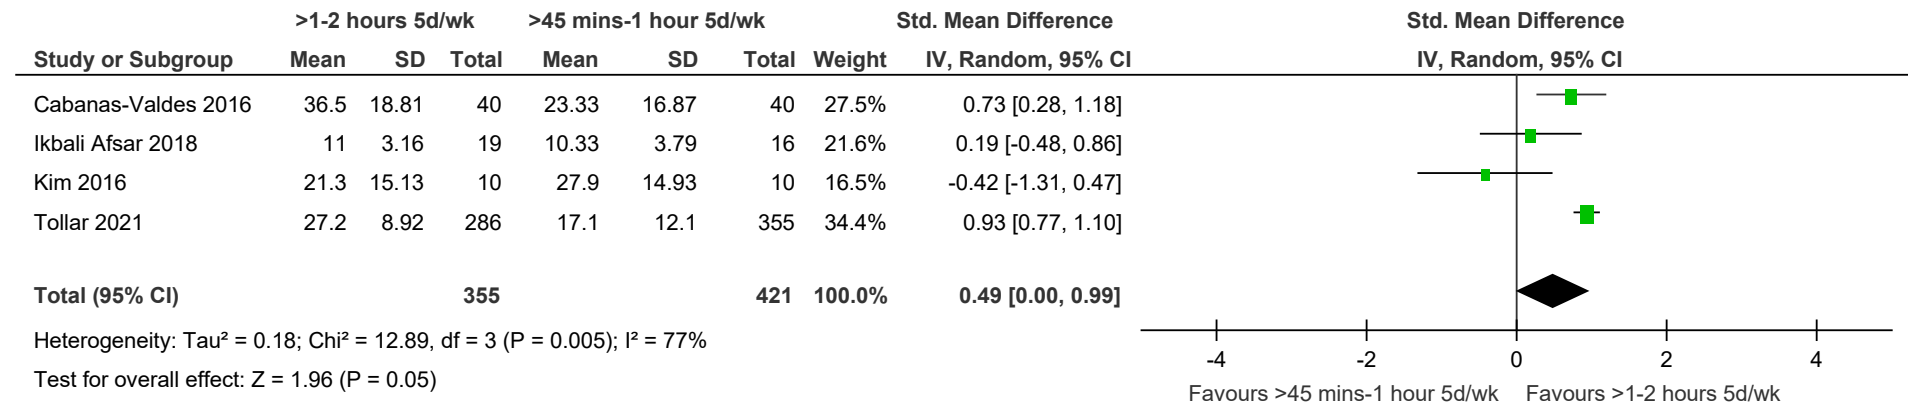 >1-2 hours 5d/wk >45 mins-1 hour 5d/wk Std. Mean Difference Std. Mean Difference
Study or Subgroup Mean SD Total Mean SD Total Weight IV, Random, 95% CI IV, Random, 95% CI
Cabanas-Valdes 2016 36.5 18.81 40 23.33 16.87 40 27.5% 0.73 [0.28, 1.18]
Ikbali Afsar 2018 11 3.16 19 10.33 3.79 16 21.6% 0.19 [-0.48, 0.86]
Kim 2016 21.3 15.13 10 27.9 14.93 10 16.5% -0.42 [-1.31, 0.47]
Tollar 2021 27.2 8.92 286 17.1 12.1 355 34.4% 0.93 [0.77, 1.10]
Total (95% CI) 355 421 100.0% 0.49 [0.00, 0.99]
Heterogeneity: Tau² = 0.18; Chi² = 12.89, df = 3 (P = 0.005); I² = 77%
Test for overall effect: Z = 1.96 (P = 0.05)
-4 -2 0 2 4
Favours >45 mins-1 hour 5d/wk Favours >1-2 hours 5d/wk